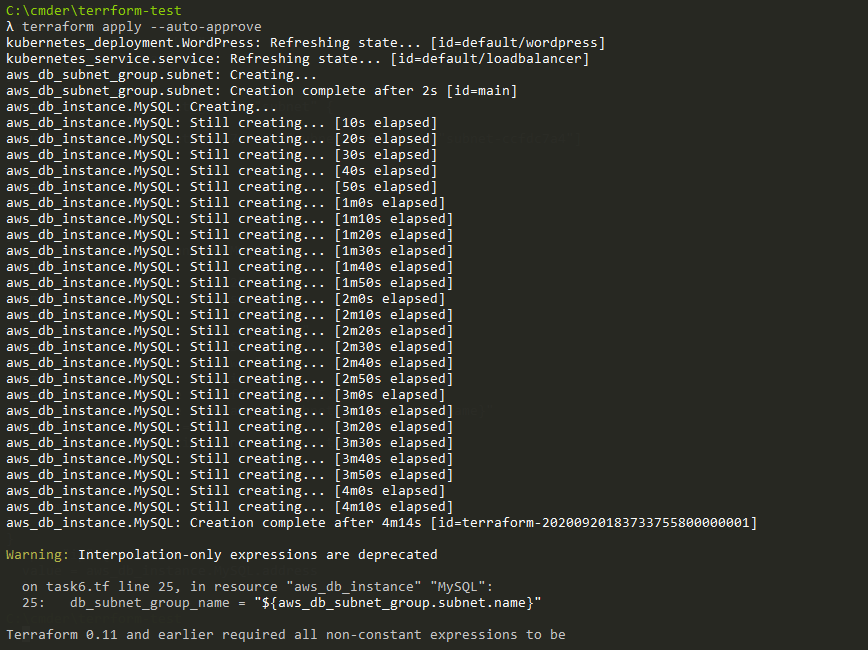 C:\cmder\terrform-test
λ terraform apply --auto-approve
kubernetes_deployment.WordPress: Refreshing state... [id=default/wordpress]
kubernetes_service.service: Refreshing state... [id=default/loadbalancer]
aws_db_subnet_group.subnet: Creating...
aws_db_subnet_group.subnet: Creation complete after 2s [id=main]
aws_db_instance.MySQL: Creating...
aws_db_instance.MySQL: Still creating... [10s elapsed]
aws_db_instance.MySQL: Still creating... [20s elapsed]
aws_db_instance.MySQL: Still creating... [30s elapsed]
aws_db_instance.MySQL: Still creating... [40s elapsed]
aws_db_instance.MySQL: Still creating... [50s elapsed]
aws_db_instance.MySQL: Still creating... [1m0s elapsed]
aws_db_instance.MySQL: Still creating... [1m10s elapsed]
aws_db_instance.MySQL: Still creating... [1m20s elapsed]
aws_db_instance.MySQL: Still creating... [1m30s elapsed]
aws_db_instance.MySQL: Still creating... [1m40s elapsed]
aws_db_instance.MySQL: Still creating... [1m50s elapsed]
aws_db_instance.MySQL: Still creating... [2m0s elapsed]
aws_db_instance.MySQL: Still creating... [2m10s elapsed]
aws_db_instance.MySQL: Still creating... [2m20s elapsed]
aws_db_instance.MySQL: Still creating... [2m30s elapsed]
aws_db_instance.MySQL: Still creating... [2m40s elapsed]
aws_db_instance.MySQL: Still creating... [2m50s elapsed]
aws_db_instance.MySQL: Still creating... [3m0s elapsed]
aws_db_instance.MySQL: Still creating... [3m10s elapsed]
aws_db_instance.MySQL: Still creating... [3m20s elapsed]
aws_db_instance.MySQL: Still creating... [3m30s elapsed]
aws_db_instance.MySQL: Still creating... [3m40s elapsed]
aws_db_instance.MySQL: Still creating... [3m50s elapsed]
aws_db_instance.MySQL: Still creating... [4m0s elapsed]
aws_db_instance.MySQL: Still creating... [4m10s elapsed]
aws_db_instance.MySQL: Creation complete after 4m14s [id=terraform-20200920183733755800000001]
Warning: Interpolation-only expressions are deprecated
on task6.tf line 25, in resource "aws_db_instance" "MySQL":
25:   db_subnet_group_name = "${aws_db_subnet_group.subnet.name}"
Terraform 0.11 and earlier required all non-constant expressions to be